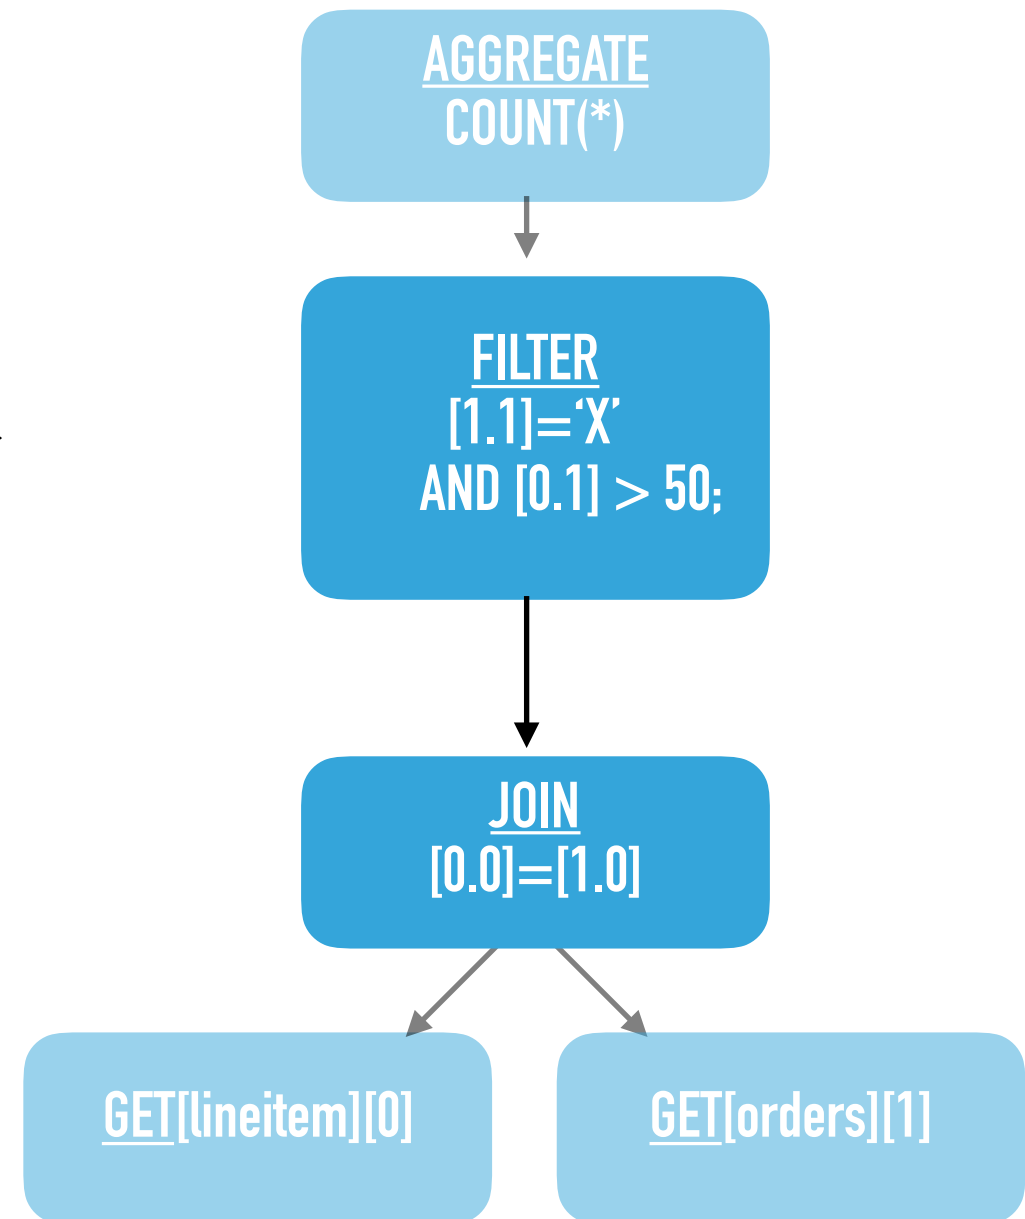 AGGREGATE
COUNT(*)
FILTER
[1.1]=‘X’
AND [0.1] > 50;
JOIN
[0.0]=[1.0]
GET[lineitem][0]
GET[orders][1]